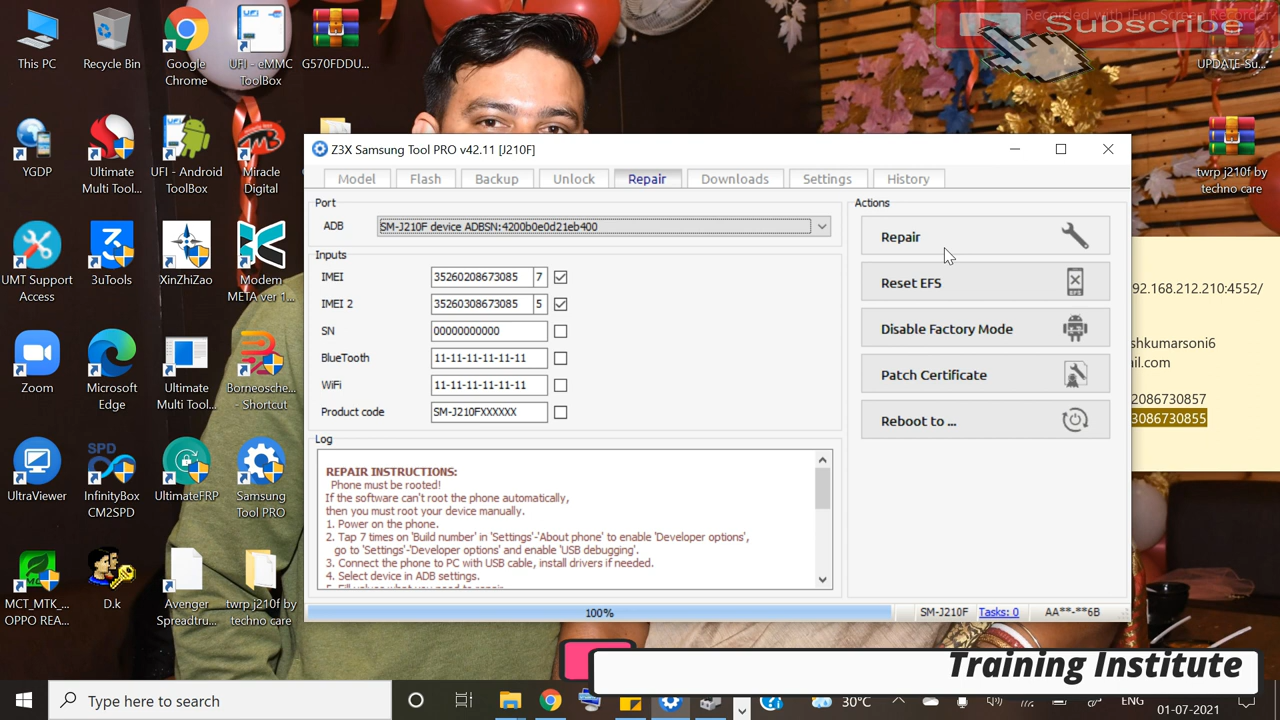 Recorded with iFun Screen Recorder
Subscribe
This PC
Recycle Bin
Google
Chrome
UFI - eMMC
ToolBox
G570FDDU...
UPDATE-Su...
YGDP
Ultimate
Multi Tool...
UFI - Android
ToolBox
Miracle
Digital
twrp j210f by
techno care
UMT Support
Access
3uTools
XinZhiZao
Modem
META ver 1...
Zoom
Microsoft
Edge
Ultimate
Multi Tool...
Borneosche...
- Shortcut
UltraViewer
SPD
InfinityBox
CM2SPD
UltimateFRP
Samsung
Tool PRO
MCT_MTK_...
OPPO REA...
D.k
Avenger
Spreadtru...
twrp j210f by
techno care
Z3X Samsung Tool PRO v42.11 [J210F]
Model
Flash
Backup
Unlock
Repair
Downloads
Settings
History
Port
ADB
SM-J210F device ADBSN:4200b0e0d21eb400
Inputs
IMEI
35260208673085 7
IMEI 2
35260308673085 5
SN
00000000000
BlueTooth
11-11-11-11-11-11
WiFi
11-11-11-11-11-11
Product code
SM-J210FXXXXXX
Log
REPAIR INSTRUCTIONS:
Phone must be rooted!
If the software can't root the phone automatically,
then you must root your device manually.
1. Power on the phone.
2. Tap 7 times on 'Build number' in 'Settings'-'About phone' to enable 'Developer options',
go to 'Settings'-'Developer options' and enable 'USB debugging'.
3. Connect the phone to PC with USB cable, install drivers if needed.
4. Select device in ADB settings.
Actions
Repair
Reset EFS
EFS
Disable Factory Mode
Patch Certificate
Reboot to ...
100%
SM-J210F
Tasks: 0
AA**-**6B
92.168.212.210:4552/
shkumarsoni6
ail.com
2086730857
3086730855
Training Institute
Type here to search
30°C
ENG
01-07-2021